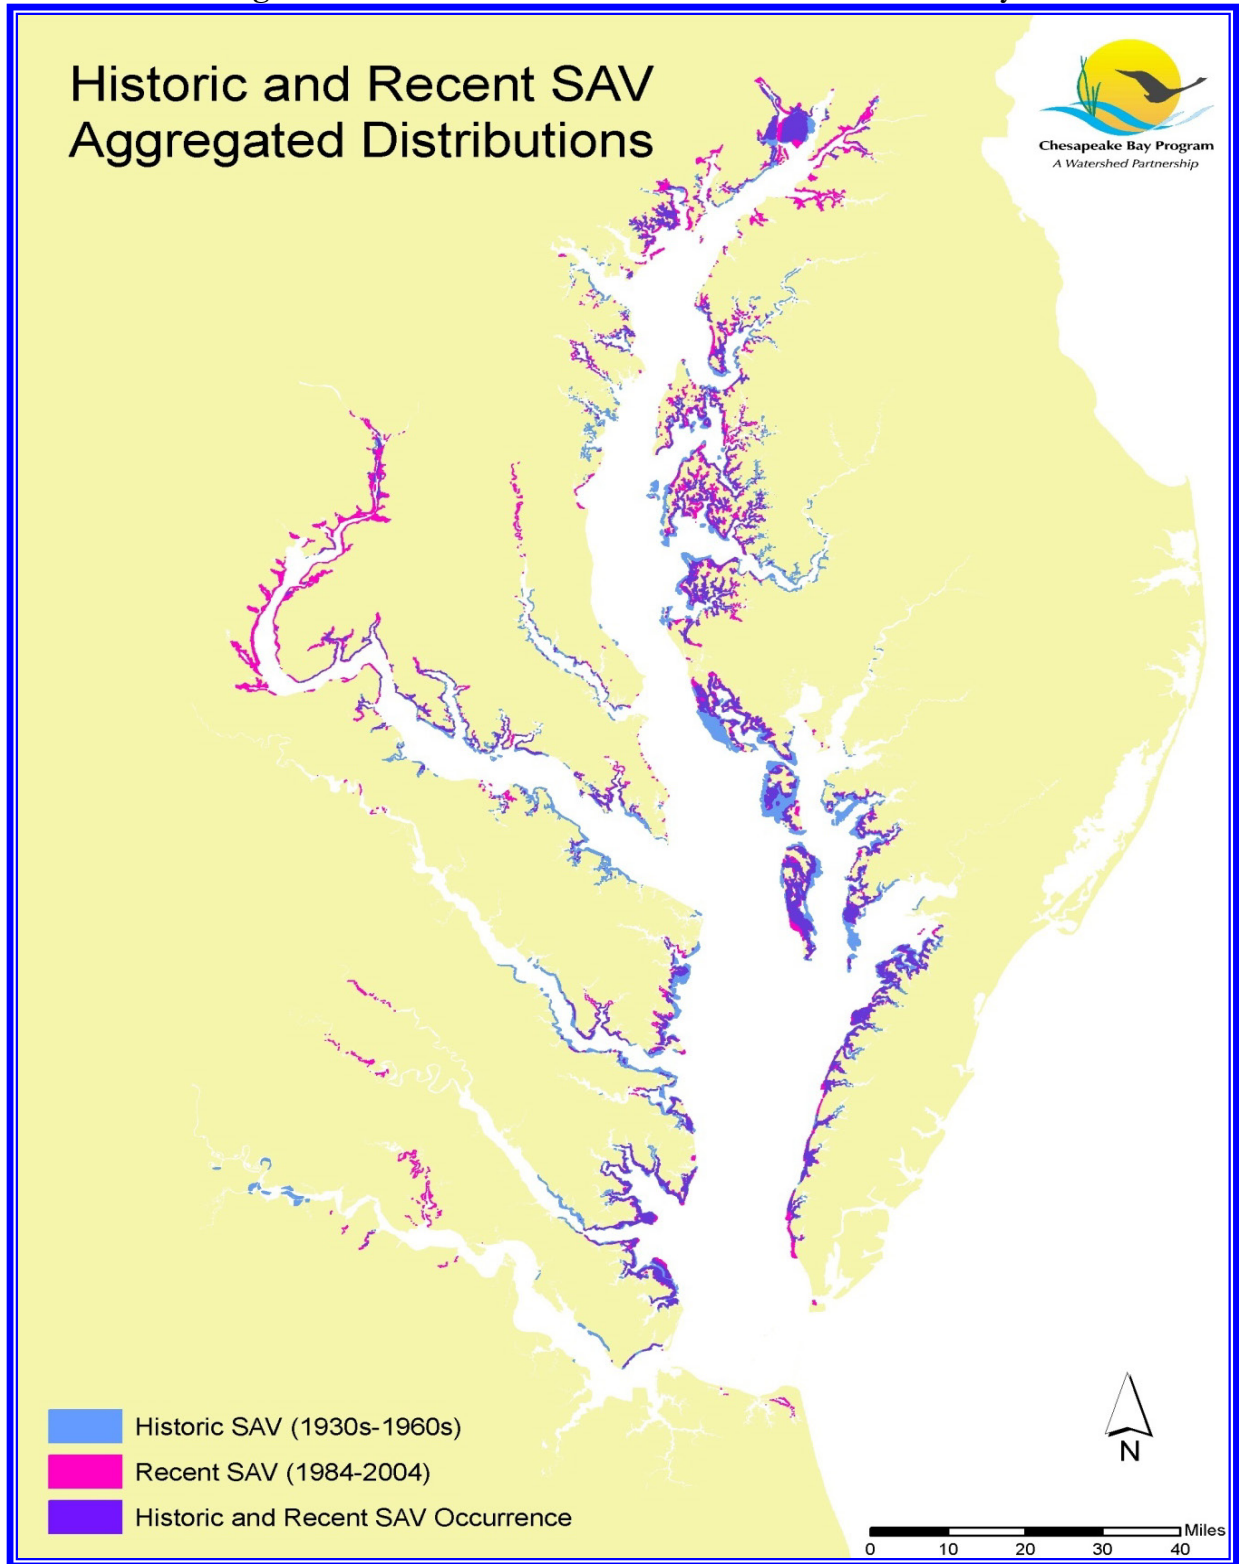 Historic and Recent SAV
Aggregated Distributions
Chesapeake Bay Program
A Watershed Partnership
Historic SAV (1930s-1960s)
Recent SAV (1984-2004)
Historic and Recent SAV Occurrence
N
Miles
0 10 20 30 40